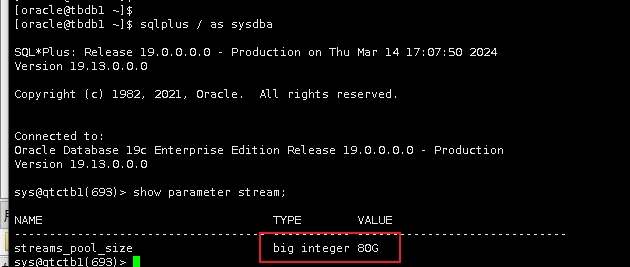 [oracle@tbdb1 ~]$
[oracle@tbdb1 ~]$ sqlplus / as sysdba
SQL*Plus: Release 19.0.0.0.0 - Production on Thu Mar 14 17:07:50 2024
Version 19.13.0.0.0
Copyright (c) 1982, 2021, Oracle.  All rights reserved.
Connected to:
Oracle Database 19c Enterprise Edition Release 19.0.0.0.0 - Production
Version 19.13.0.0.0
sys@qtctb1(693)> show parameter stream;
NAME                                 TYPE        VALUE
------------------------------------ ----------- ------------------------------
streams_pool_size                    big integer 80G
sys@qtctb1(693)>